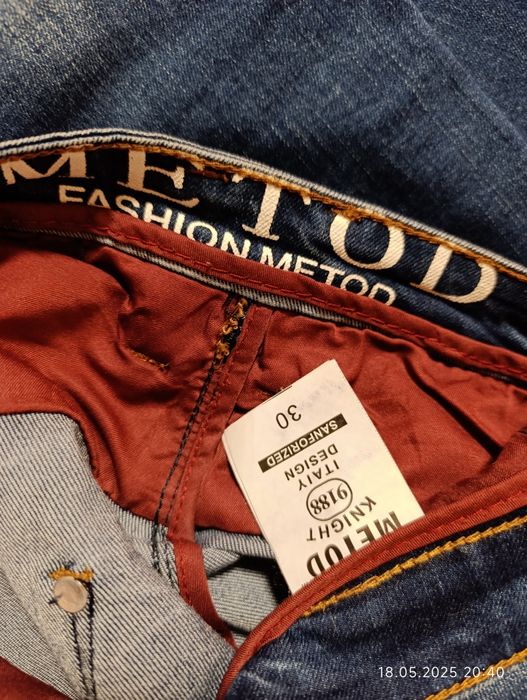 METOD
FASHION METOD
METOD
KNIGHT
9188
ITAIY
DESIGN
SANFORIZED
30
18.05.2025 20:40